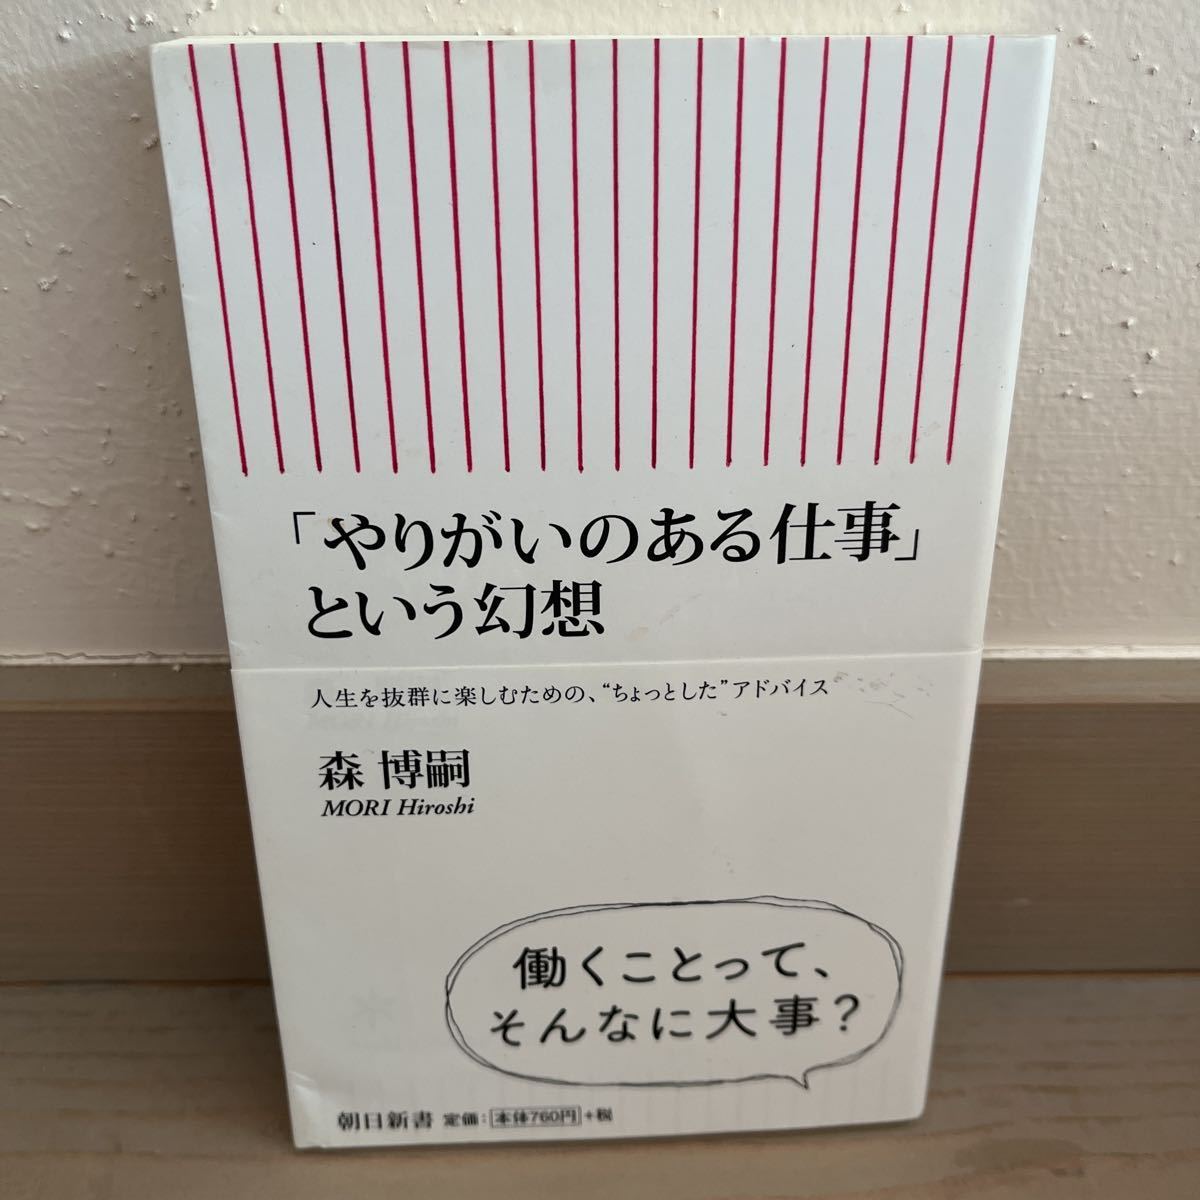 「やりがいのある仕事」
という幻想
人生を抜群に楽しむための、“ちょっとした”アドバイス
森 博嗣
MORI Hiroshi
働くことって、
そんなに大事？
朝日新書 定価：本体760円+税